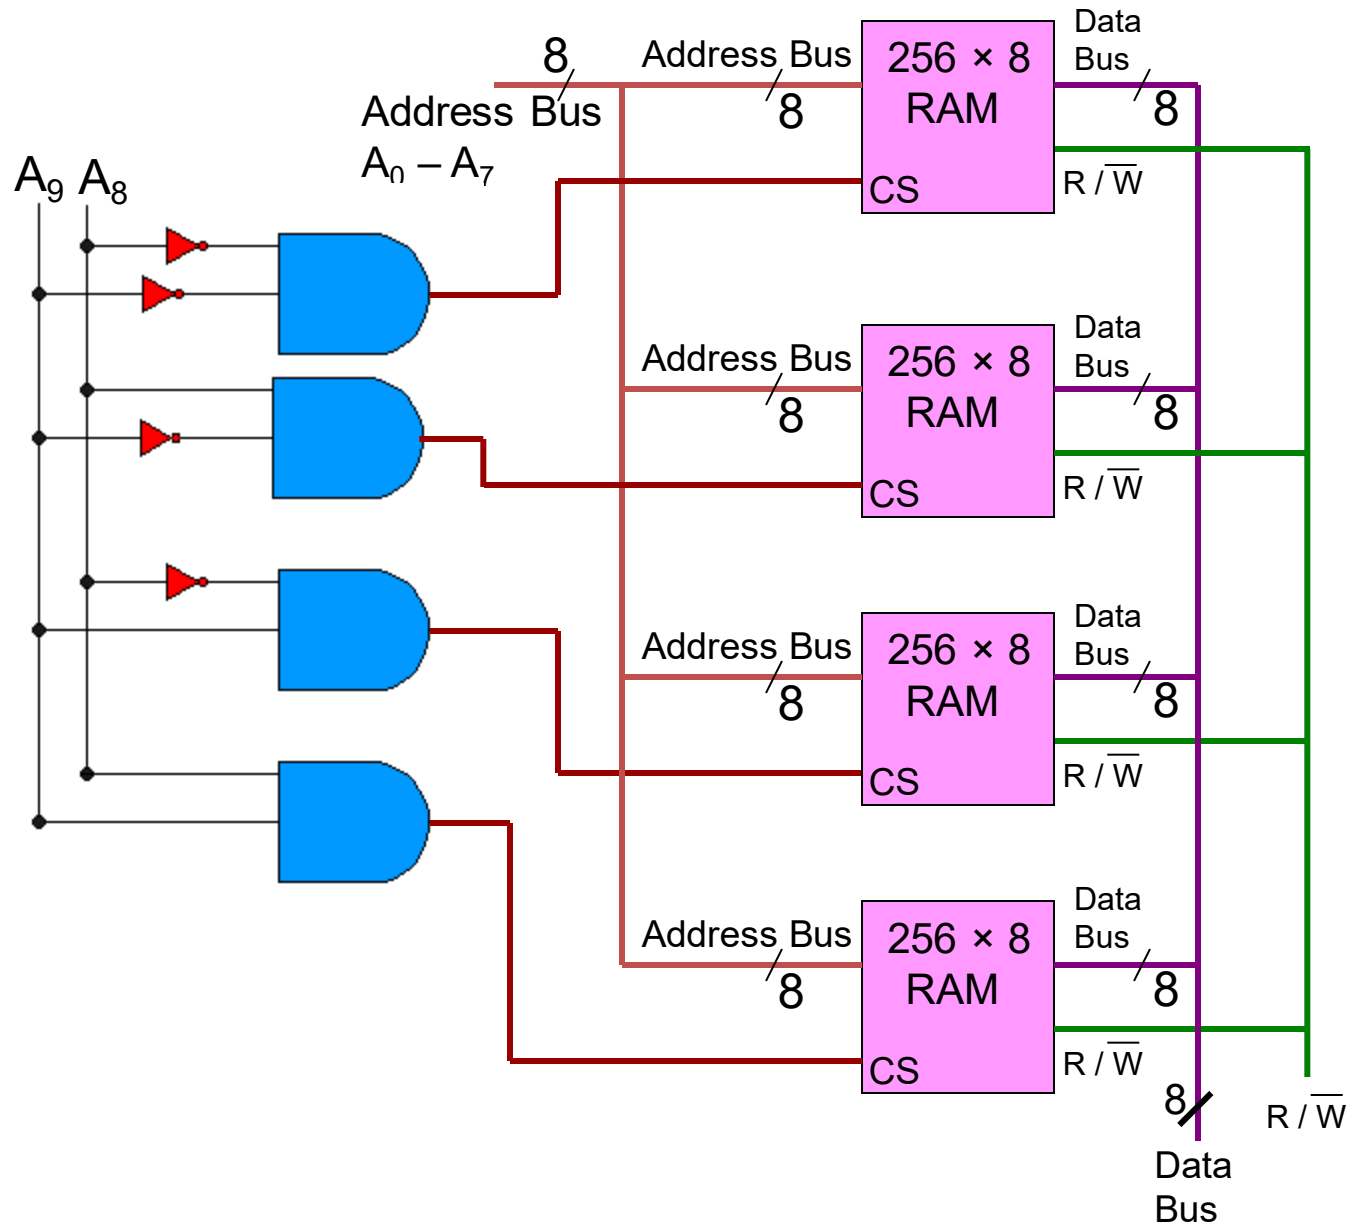 8
Address Bus
A₀ – A₇
A₉ A₈
Address Bus
8
256 × 8
RAM
CS
Data
Bus
8
R / W̅
Address Bus
8
256 × 8
RAM
CS
Data
Bus
8
R / W̅
Address Bus
8
256 × 8
RAM
CS
Data
Bus
8
R / W̅
Address Bus
8
256 × 8
RAM
CS
Data
Bus
8
R / W̅
8
Data
Bus
R / W̅